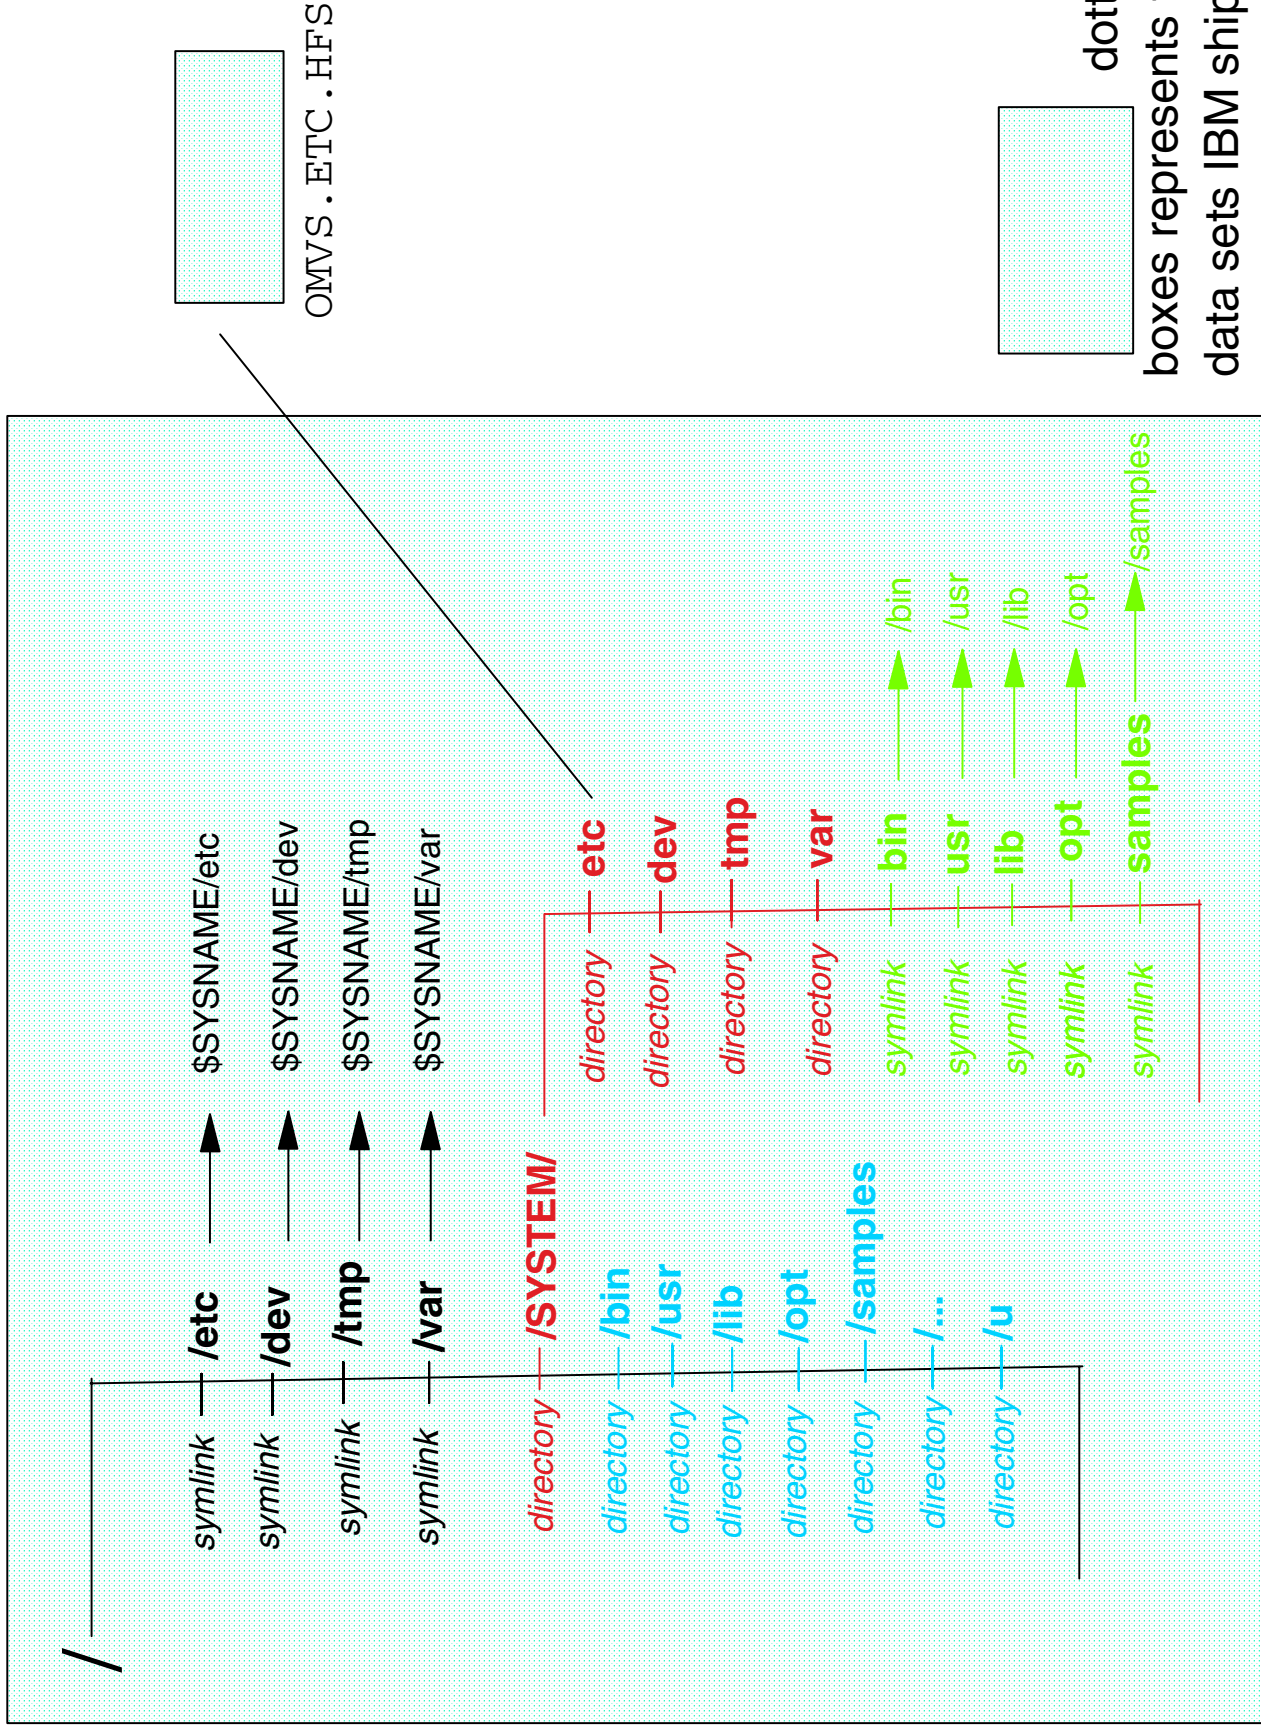 /
symlink /etc $SYSNAME/etc
symlink /dev $SYSNAME/dev
symlink /tmp $SYSNAME/tmp
symlink /var $SYSNAME/var
directory /SYSTEM/
directory /bin
directory /usr
directory /lib
directory /opt
directory /samples
directory /...
directory /u
directory etc
directory dev
directory tmp
directory var
symlink bin /bin
symlink usr /usr
symlink lib /lib
symlink opt /opt
symlink samples /samples
OMVS.ETC.HFS
boxes represents
data sets IBM